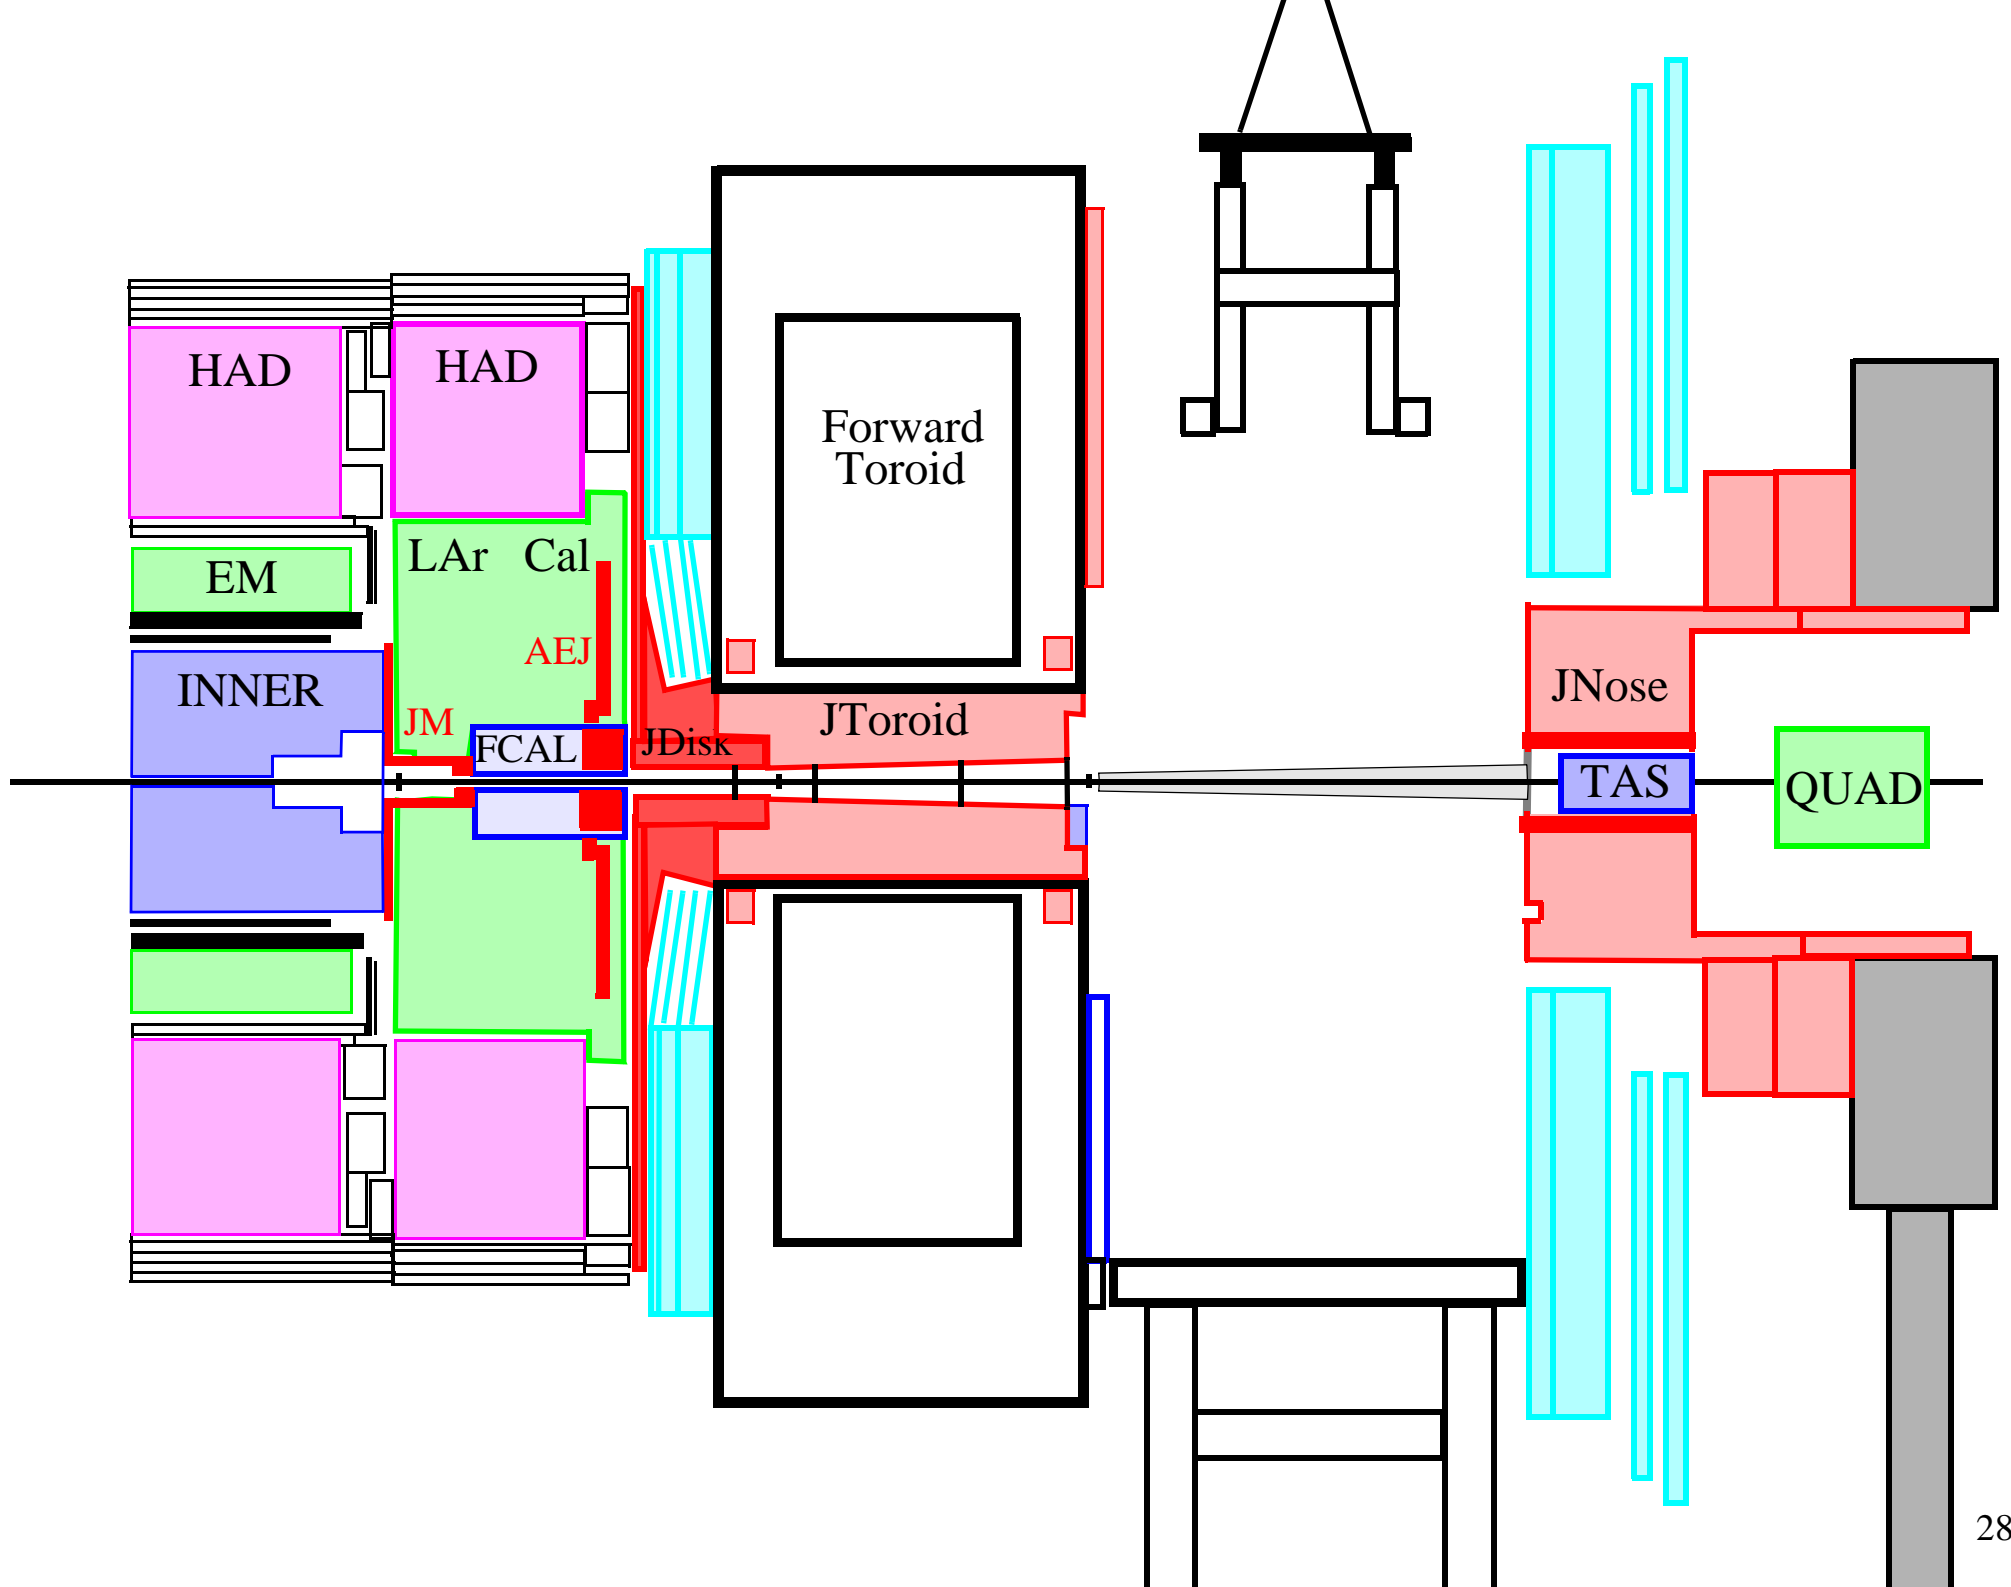 HAD
HAD
Forward
Toroid
LAr Cal
EM
AEJ
INNER
JM
FCAL
JDisk
JToroid
JNose
TAS
QUAD
28